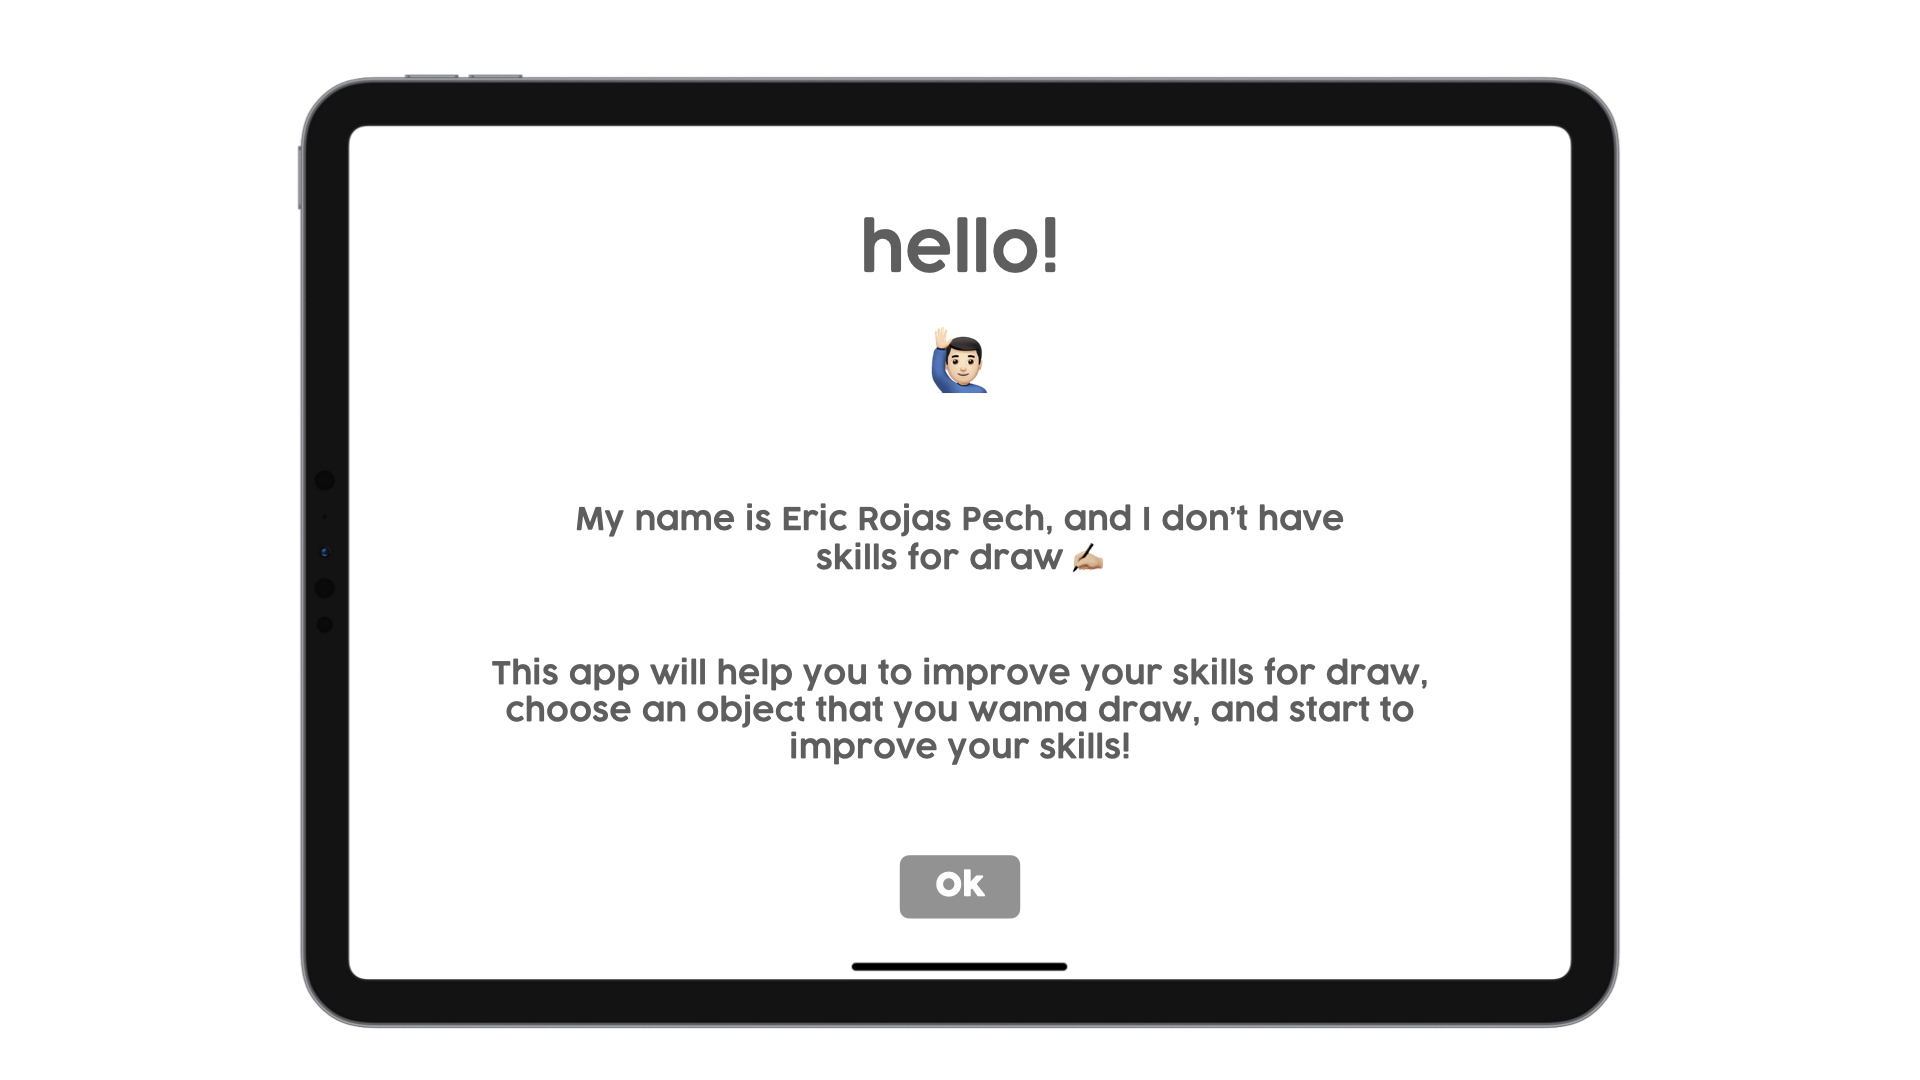 hello!
My name is Eric Rojas Pech, and I don't have
skills for draw ✍🏼
This app will help you to improve your skills for draw,
choose an object that you wanna draw, and start to
improve your skills!
Ok